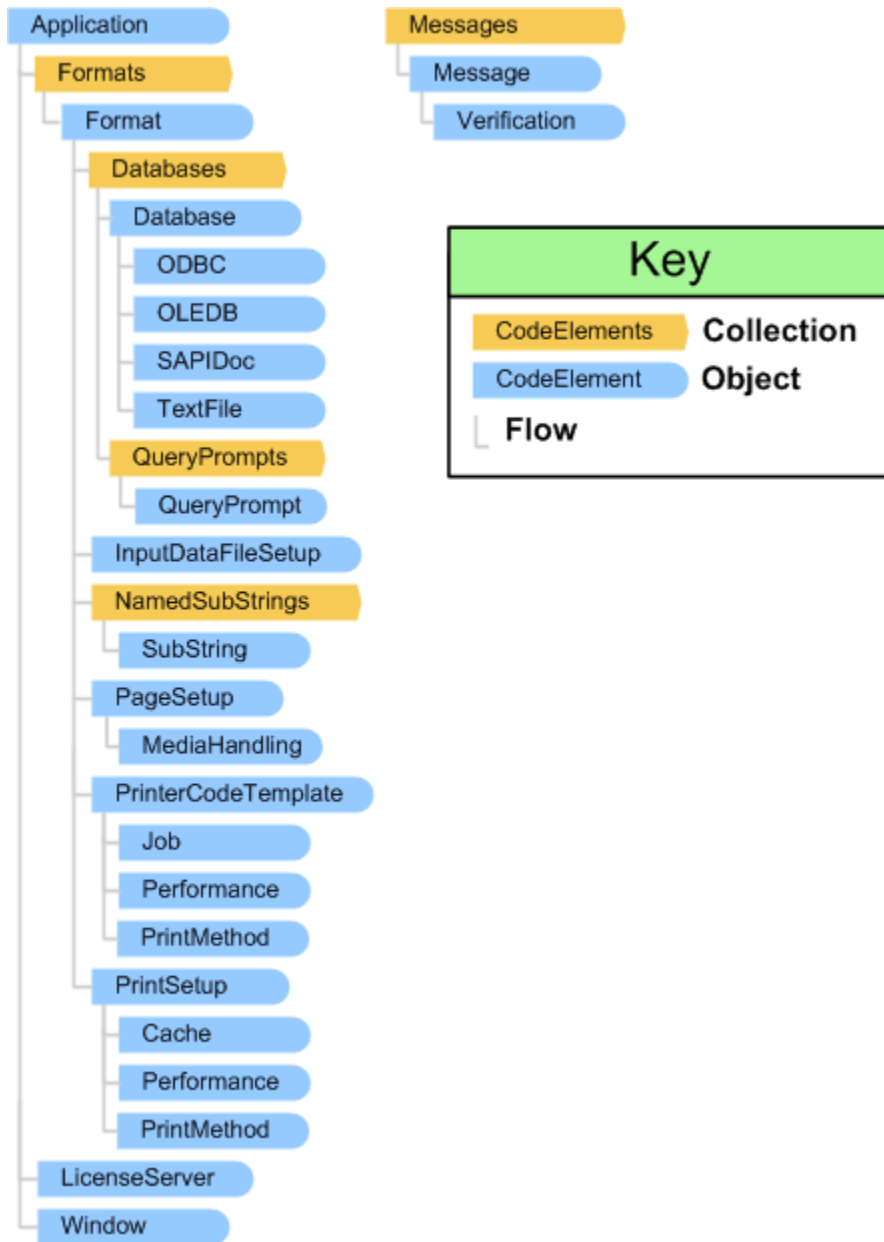 Application
Formats
Format
Databases
Database
ODBC
OLEDB
SAPIDoc
TextFile
QueryPrompts
QueryPrompt
InputDataFileSetup
NamedSubStrings
SubString
PageSetup
MediaHandling
PrinterCodeTemplate
Job
Performance
PrintMethod
PrintSetup
Cache
Performance
PrintMethod
LicenseServer
Window
Messages
Message
Verification
Key
CodeElements Collection
CodeElement Object
Flow